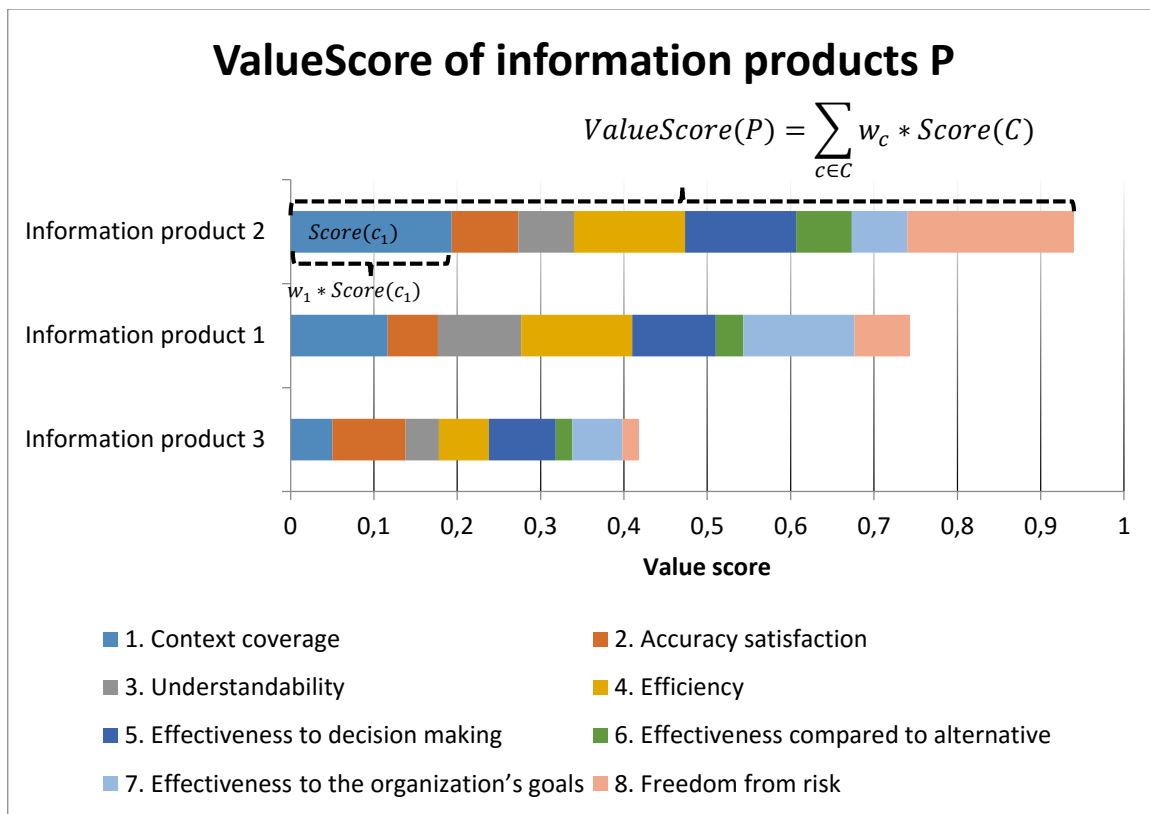 ValueScore of information products P
ValueScore(P) = ∑ w_c * Score(C)
c∈C
Information product 2
Score(c₁)
w₁ * Score(c₁)
Information product 1
Information product 3
0 0,1 0,2 0,3 0,4 0,5 0,6 0,7 0,8 0,9 1
Value score
1. Context coverage 2. Accuracy satisfaction
3. Understandability 4. Efficiency
5. Effectiveness to decision making 6. Effectiveness compared to alternative
7. Effectiveness to the organization’s goals 8. Freedom from risk